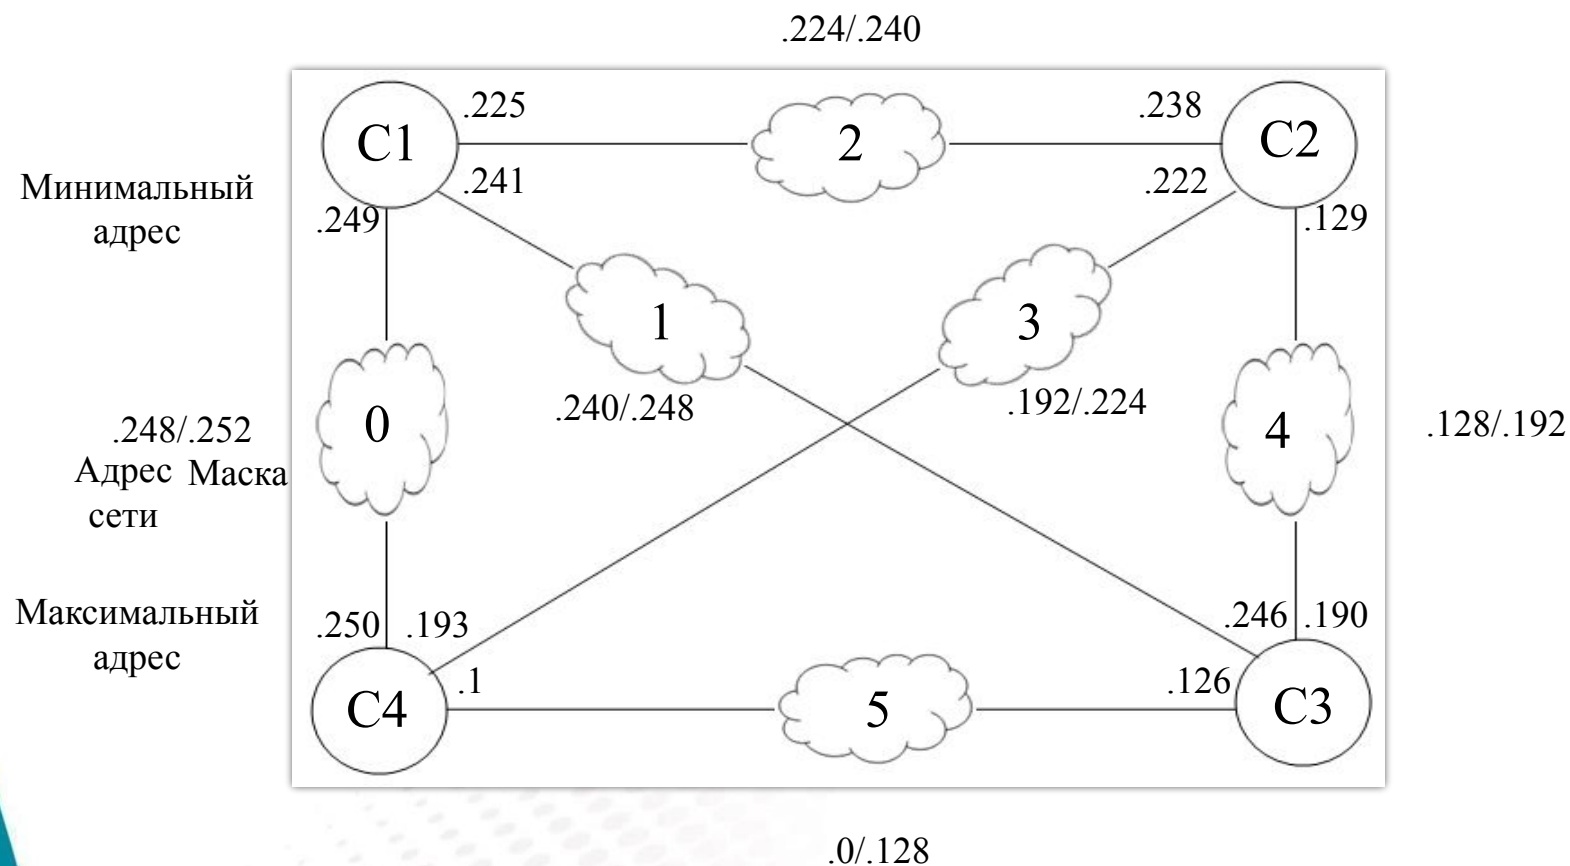 .224/.240
.225
.238
C1
2
C2
.241
.222
Минимальный
адрес
.249
.129
1
3
.240/.248
.192/.224
.248/.252
0
4
.128/.192
Адрес Маска
сети
Максимальный
адрес
.250
.193
.246
.190
.1
.126
C4
5
C3
.0/.128